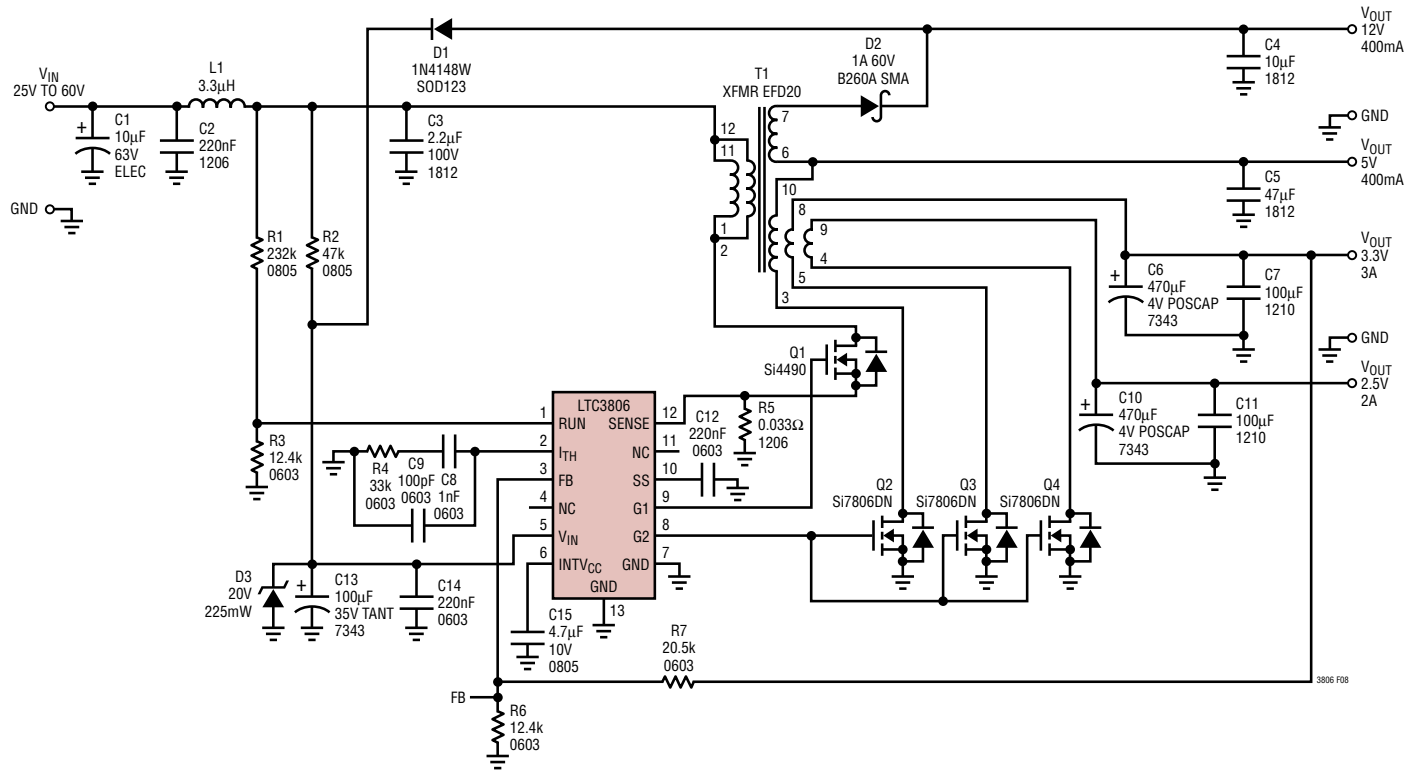 VIN
25V TO 60V
L1
3.3µH
D1
1N4148W
SOD123
D2
1A 60V
B260A SMA
T1
XFMR EFD20
VOUT
12V
400mA
C4
10µF
1812
GND
VOUT
5V
400mA
C5
47µF
1812
C1
10µF
63V
ELEC
+
C2
220nF
1206
C3
2.2µF
100V
1812
GND
12
11
1
2
7
6
10
8
9
4
5
3
R1
232k
0805
R2
47k
0805
VOUT
3.3V
3A
+
C6
470µF
4V POSCAP
7343
C7
100µF
1210
GND
VOUT
2.5V
2A
+
C10
470µF
4V POSCAP
7343
C11
100µF
1210
Q1
Si4490
R5
0.033Ω
1206
C12
220nF
0603
LTC3806
1
RUN
2
ITH
3
FB
4
NC
5
VIN
6
INTVCC
SENSE
12
NC
11
SS
10
G1
9
G2
8
GND
7
GND
13
R3
12.4k
0603
R4
33k
0603
C9
100pF
0603
C8
1nF
0603
Q2
Si7806DN
Q3
Si7806DN
Q4
Si7806DN
D3
20V
225mW
+
C13
100µF
35V TANT
7343
C14
220nF
0603
C15
4.7µF
10V
0805
R7
20.5k
0603
FB
R6
12.4k
0603
3806 F08